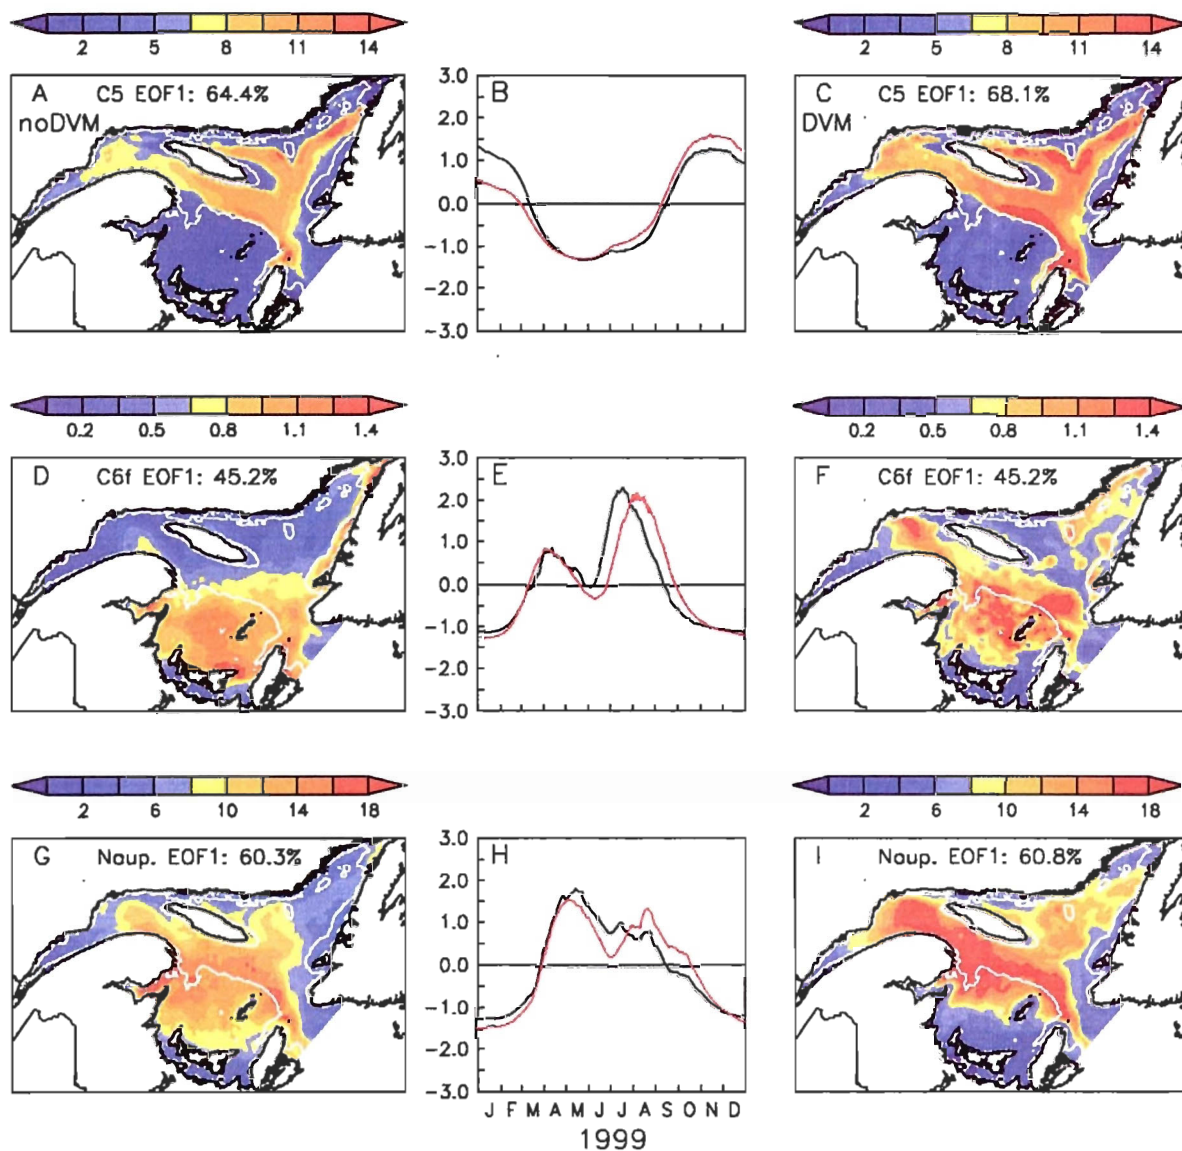 2 5 8 11 14
2 5 8 11 14
A C5 EOF1: 64.4%
noDVM
3.0 B
2.0
1.0
0.0
-1.0
-2.0
-3.0
C C5 EOF1: 68.1%
DVM
0.2 0.5 0.8 1.1 1.4
0.2 0.5 0.8 1.1 1.4
D C6f EOF1: 45.2%
3.0 E
2.0
1.0
0.0
-1.0
-2.0
-3.0
F C6f EOF1: 45.2%
2 6 10 14 18
2 6 10 14 18
G Naup. EOF1: 60.3%
3.0 H
2.0
1.0
0.0
-1.0
-2.0
-3.0
J F M A M J J A S O N D
1999
I Naup. EOF1: 60.8%